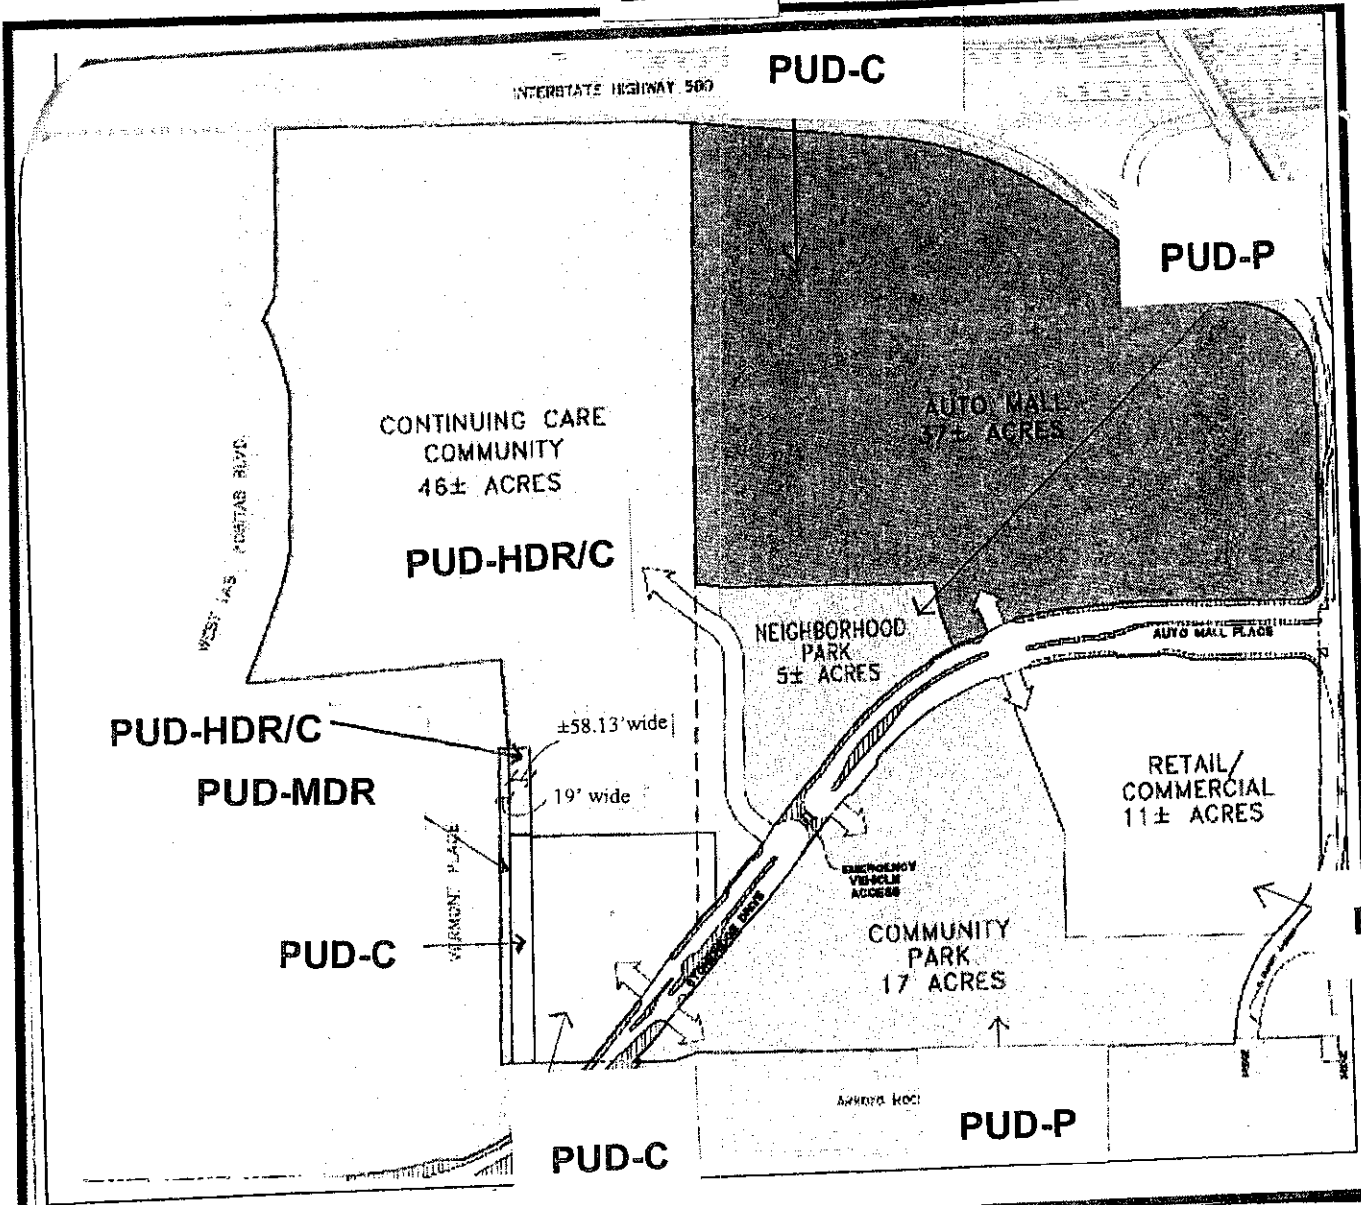 PUD-C
INTERSTATE HIGHWAY 580
PUD-P
AUTO MALL
37± ACRES
CONTINUING CARE
COMMUNITY
46± ACRES
PUD-HDR/C
NEIGHBORHOOD
PARK
5± ACRES
AUTO MALL PLACE
PUD-HDR/C
±58.13'wide
PUD-MDR
19' wide
RETAIL/
COMMERCIAL
11± ACRES
VERMONT PLACE
EMERGENCY
VEHICLE
ACCESS
STONERIDGE DRIVE
PUD-C
COMMUNITY
PARK
17 ACRES
WEST LAS POSITAS BLVD.
PUD-P
PUD-C